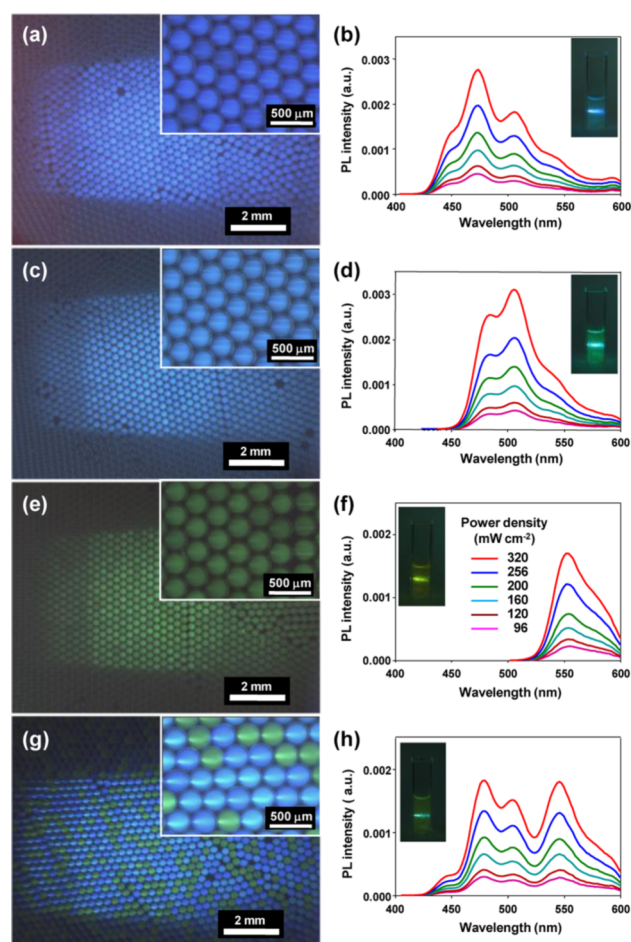 (a)
500 μm
2 mm
(b)
PL intensity (a.u.)
0.003
0.002
0.001
0.000
400 450 500 550 600
Wavelength (nm)
(c)
500 μm
2 mm
(d)
PL intensity (a.u.)
0.003
0.002
0.001
0.000
400 450 500 550 600
Wavelength (nm)
(e)
500 μm
2 mm
(f)
PL intensity (a.u.)
0.002
0.001
0.000
Power density
(mW cm-2)
320
256
200
160
120
96
400 450 500 550 600
Wavelength (nm)
(g)
500 μm
2 mm
(h)
PL intensity ( a.u.)
0.002
0.001
0.000
400 450 500 550 600
Wavelength (nm)